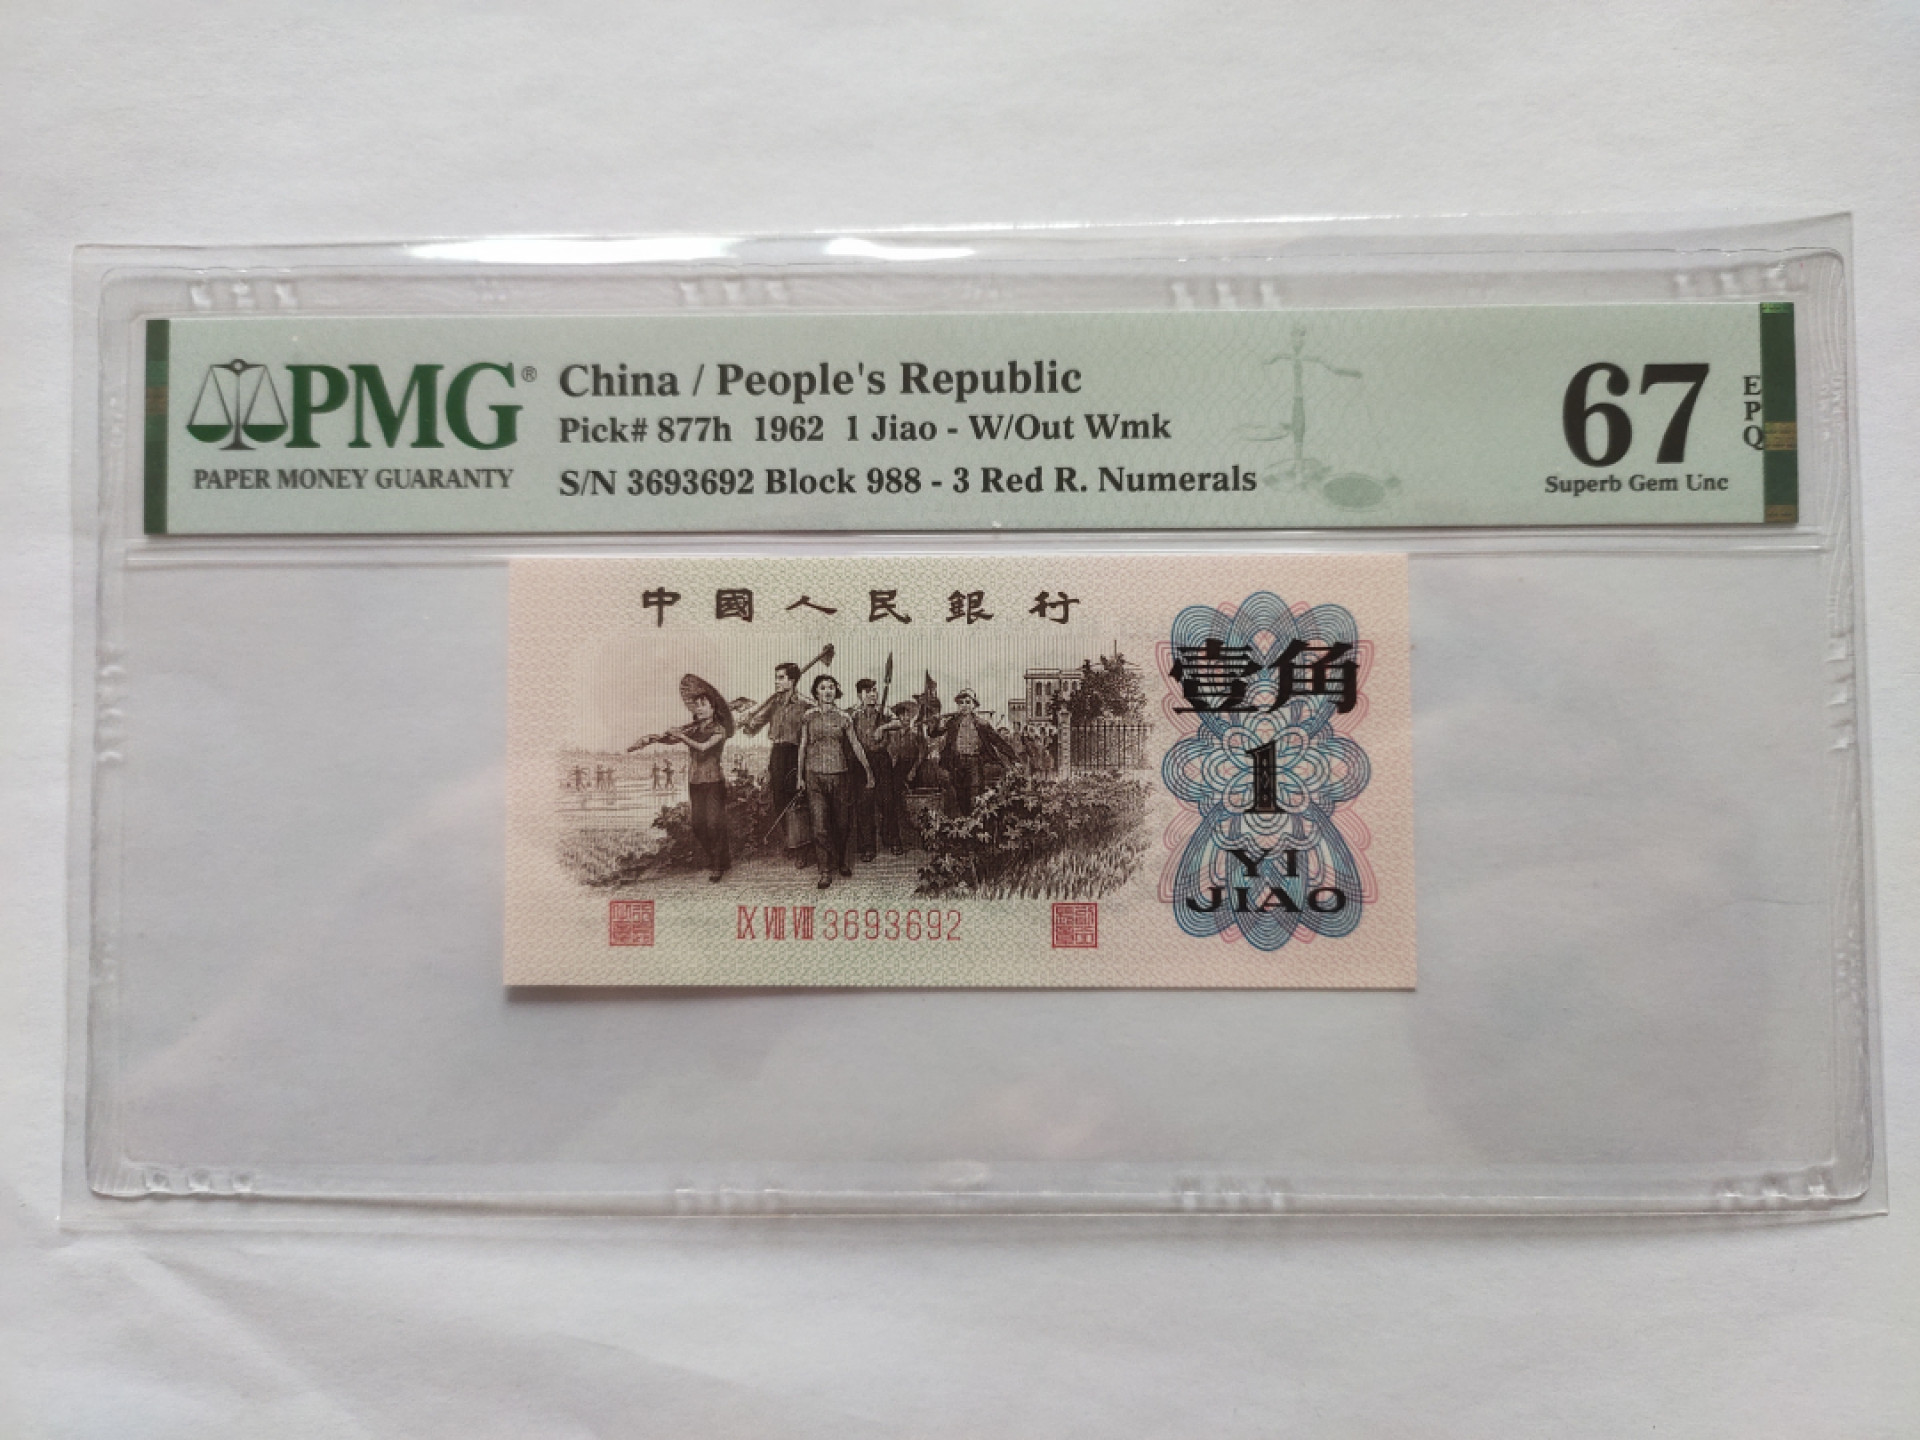 PMG®
PAPER MONEY GUARANTY
China / People's Republic
Pick# 877h 1962 1 Jiao - W/Out Wmk
S/N 3693692 Block 988 - 3 Red R. Numerals
67
EPQ
Superb Gem Unc
中國人民銀行
壹角
1
YI
JIAO
Ⅸ Ⅷ Ⅷ 3693692